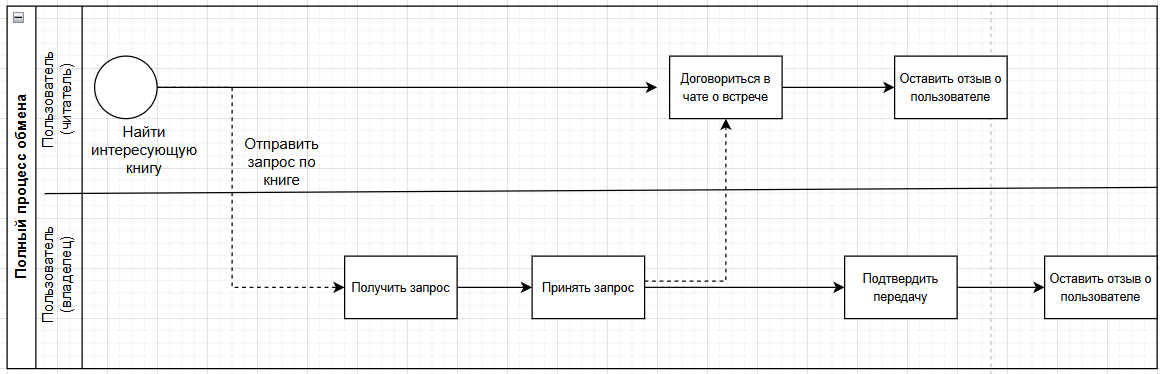 Полный процесс обмена
Пользователь
(читатель)
Найти
интересующую
книгу
Отправить
запрос по
книге
Договориться в
чате о встрече
Оставить отзыв о
пользователе
Пользователь
(владелец)
Получить запрос
Принять запрос
Подтвердить
передачу
Оставить отзыв о
пользователе